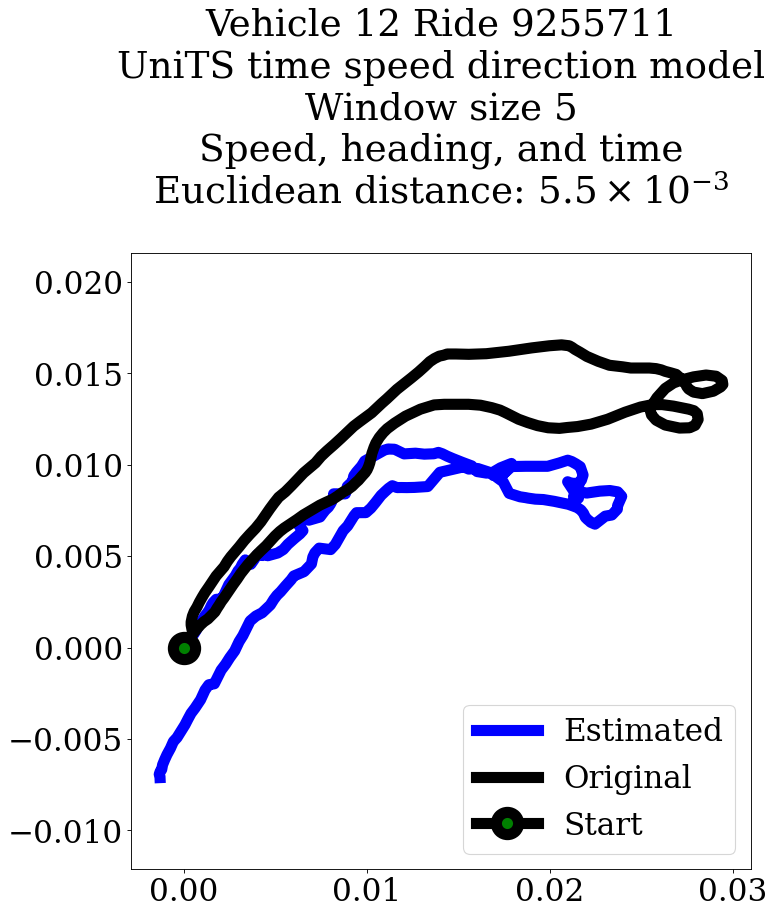 Vehicle 12 Ride 9255711
UniTS time speed direction model
Window size 5
Speed, heading, and time
Euclidean distance: 5.5 × 10⁻³
0.020
0.015
0.010
0.005
0.000
−0.005
−0.010
0.00 0.01 0.02 0.03
Estimated
Original
Start